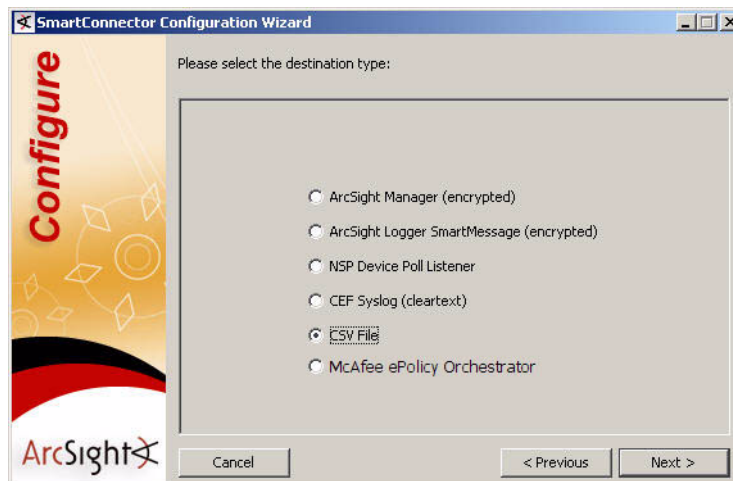 SmartConnector Configuration Wizard
Configure
Please select the destination type:
ArcSight Manager (encrypted)
ArcSight Logger SmartMessage (encrypted)
NSP Device Poll Listener
CEF Syslog (cleartext)
CSV File
McAfee ePolicy Orchestrator
ArcSight
Cancel
< Previous
Next >